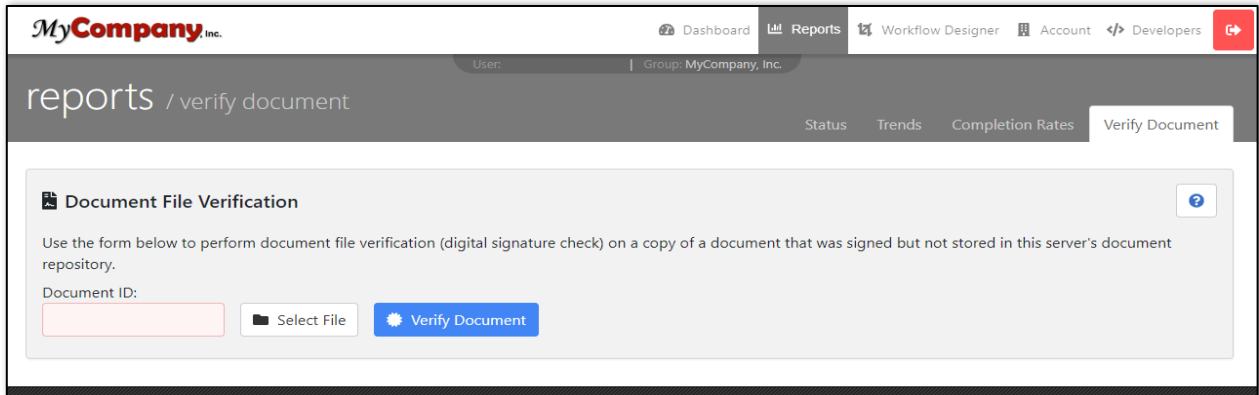 MyCompany, Inc.
Dashboard Reports Workflow Designer Account </> Developers
User: | Group: MyCompany, Inc.
reports / verify document
Status Trends Completion Rates Verify Document
Document File Verification
Use the form below to perform document file verification (digital signature check) on a copy of a document that was signed but not stored in this server's document
repository.
Document ID:
Select File Verify Document